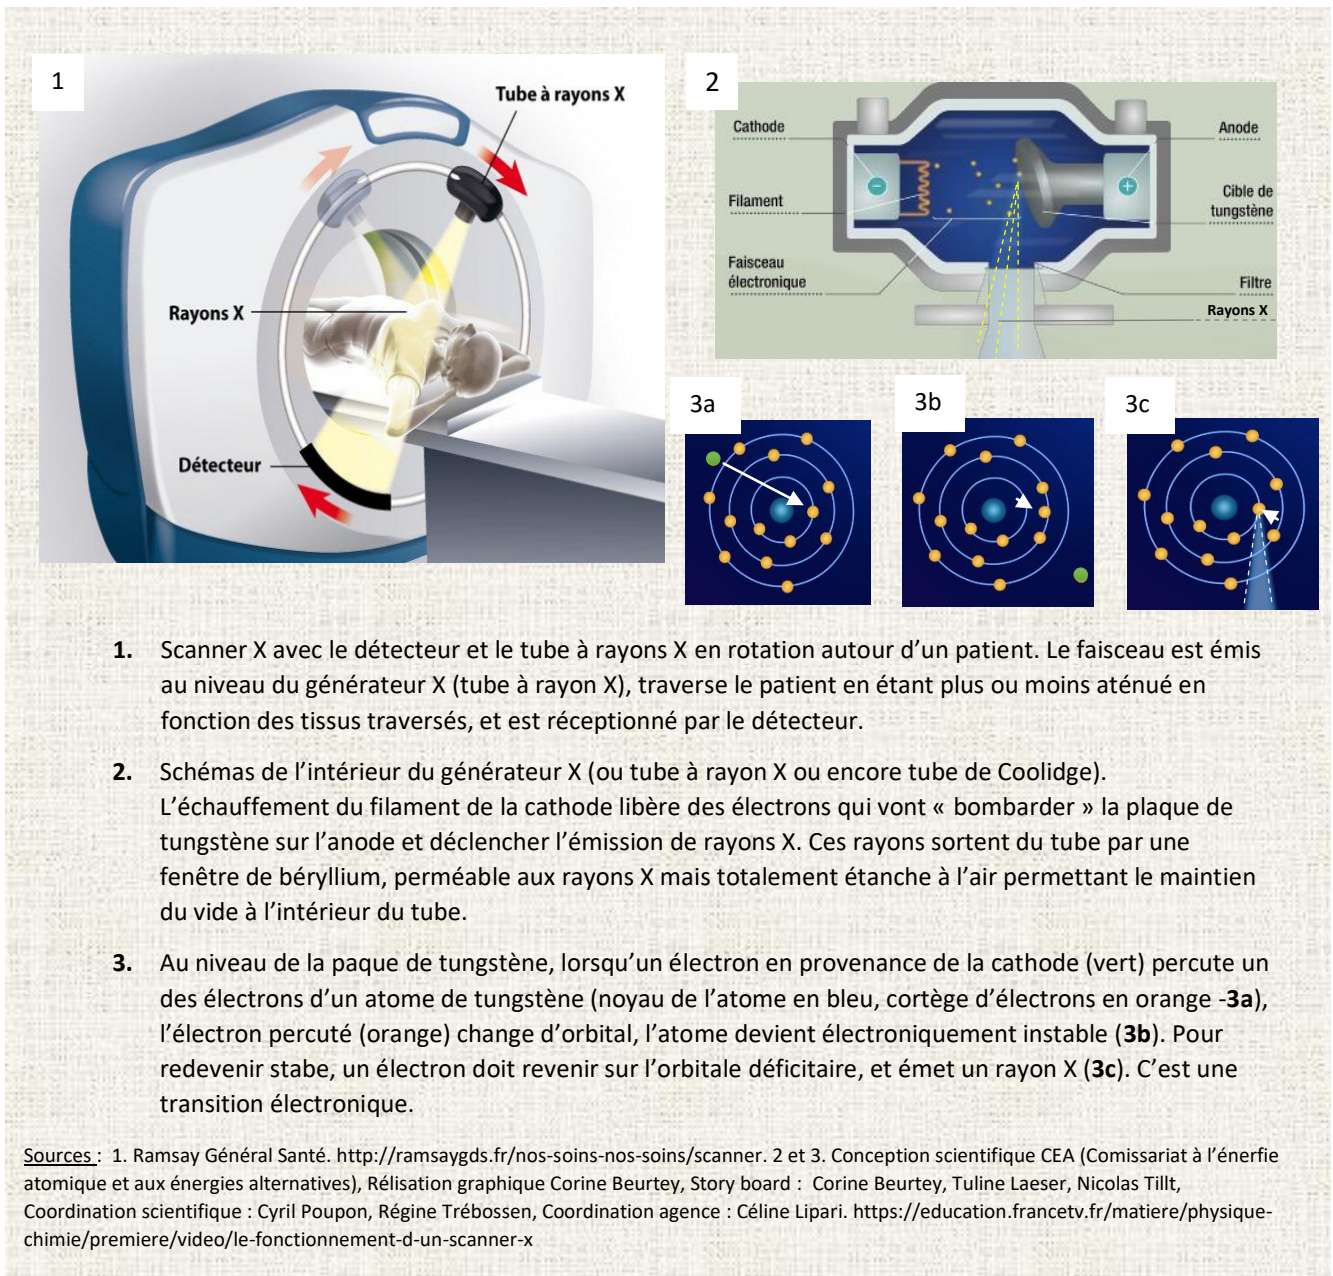 1
Tube à rayons X
Rayons X
Détecteur
2
Cathode
Anode
Filament
Cible de
tungstène
Faisceau
électronique
Filtre
Rayons X
3a
3b
3c
1. Scanner X avec le détecteur et le tube à rayons X en rotation autour d’un patient. Le faisceau est émis
au niveau du générateur X (tube à rayon X), traverse le patient en étant plus ou moins aténué en
fonction des tissus traversés, et est réceptionné par le détecteur.
2. Schémas de l’intérieur du générateur X (ou tube à rayon X ou encore tube de Coolidge).
L’échauffement du filament de la cathode libère des électrons qui vont « bombarder » la plaque de
tungstène sur l’anode et déclencher l’émission de rayons X. Ces rayons sortent du tube par une
fenêtre de béryllium, perméable aux rayons X mais totalement étanche à l’air permettant le maintien
du vide à l’intérieur du tube.
3. Au niveau de la paque de tungstène, lorsqu’un électron en provenance de la cathode (vert) percute un
des électrons d’un atome de tungstène (noyau de l’atome en bleu, cortège d’électrons en orange -3a),
l’électron percuté (orange) change d’orbital, l’atome devient électroniquement instable (3b). Pour
redevenir stabe, un électron doit revenir sur l’orbitale déficitaire, et émet un rayon X (3c). C’est une
transition électronique.
Sources : 1. Ramsay Général Santé. http://ramsaygds.fr/nos-soins-nos-soins/scanner. 2 et 3. Conception scientifique CEA (Comissariat à l’énerfie
atomique et aux énergies alternatives), Rélisation graphique Corine Beurtey, Story board : Corine Beurtey, Tuline Laeser, Nicolas Tillt,
Coordination scientifique : Cyril Poupon, Régine Trébossen, Coordination agence : Céline Lipari. https://education.francetv.fr/matiere/physique-
chimie/premiere/video/le-fonctionnement-d-un-scanner-x